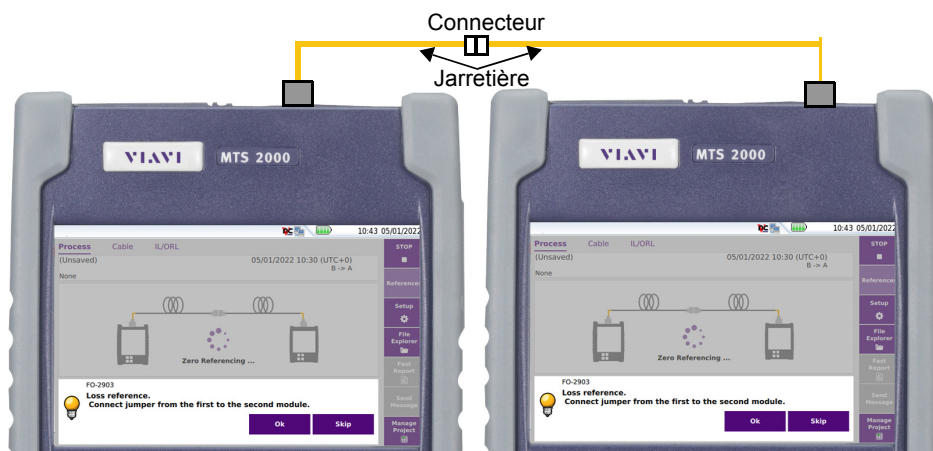 Connecteur
Jarretière
VIAVI MTS 2000
10:43 05/01/2022
Process Cable IL/ORL STOP
(Unsaved) 05/01/2022 10:30 (UTC+0)
B -> A
None
References
Setup
File
Explorer
Zero Referencing ...
Fast
Report
FO-2903
Loss reference.
Connect jumper from the first to the second module.
Send
Message
Ok Skip
Manage
Project
VIAVI MTS 2000
10:43 05/01/2022
Process Cable IL/ORL STOP
(Unsaved) 05/01/2022 10:30 (UTC+0)
B -> A
None
References
Setup
File
Explorer
Zero Referencing ...
Fast
Report
FO-2903
Loss reference.
Connect jumper from the first to the second module.
Send
Message
Ok Skip
Manage
Project